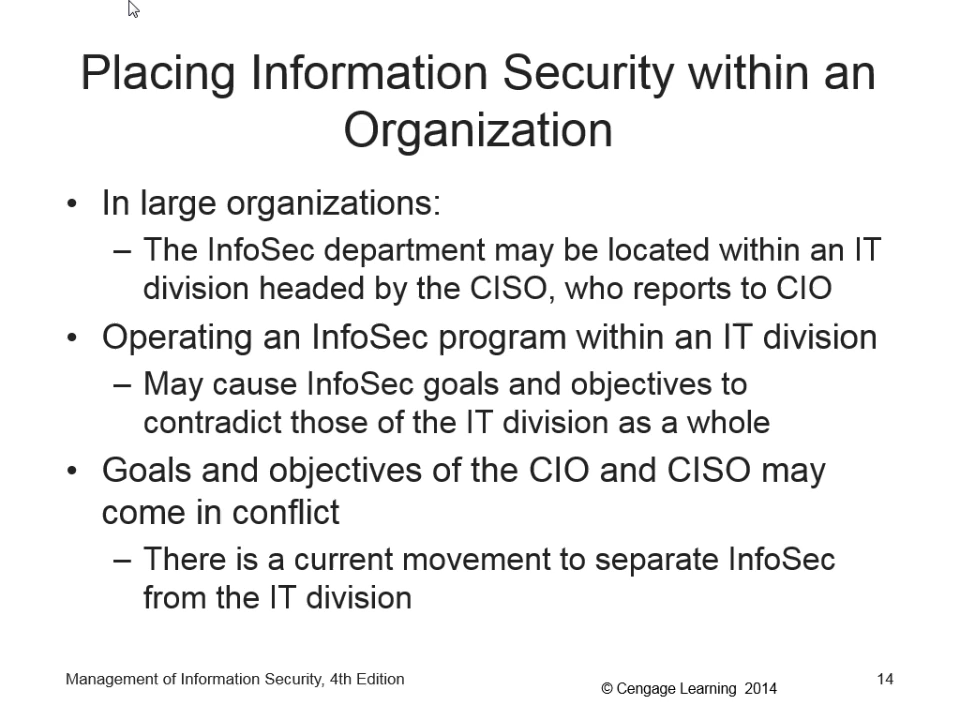 Placing Information Security within an
Organization
• In large organizations:
– The InfoSec department may be located within an IT
division headed by the CISO, who reports to CIO
• Operating an InfoSec program within an IT division
– May cause InfoSec goals and objectives to
contradict those of the IT division as a whole
• Goals and objectives of the CIO and CISO may
come in conflict
– There is a current movement to separate InfoSec
from the IT division
Management of Information Security, 4th Edition
© Cengage Learning 2014
14